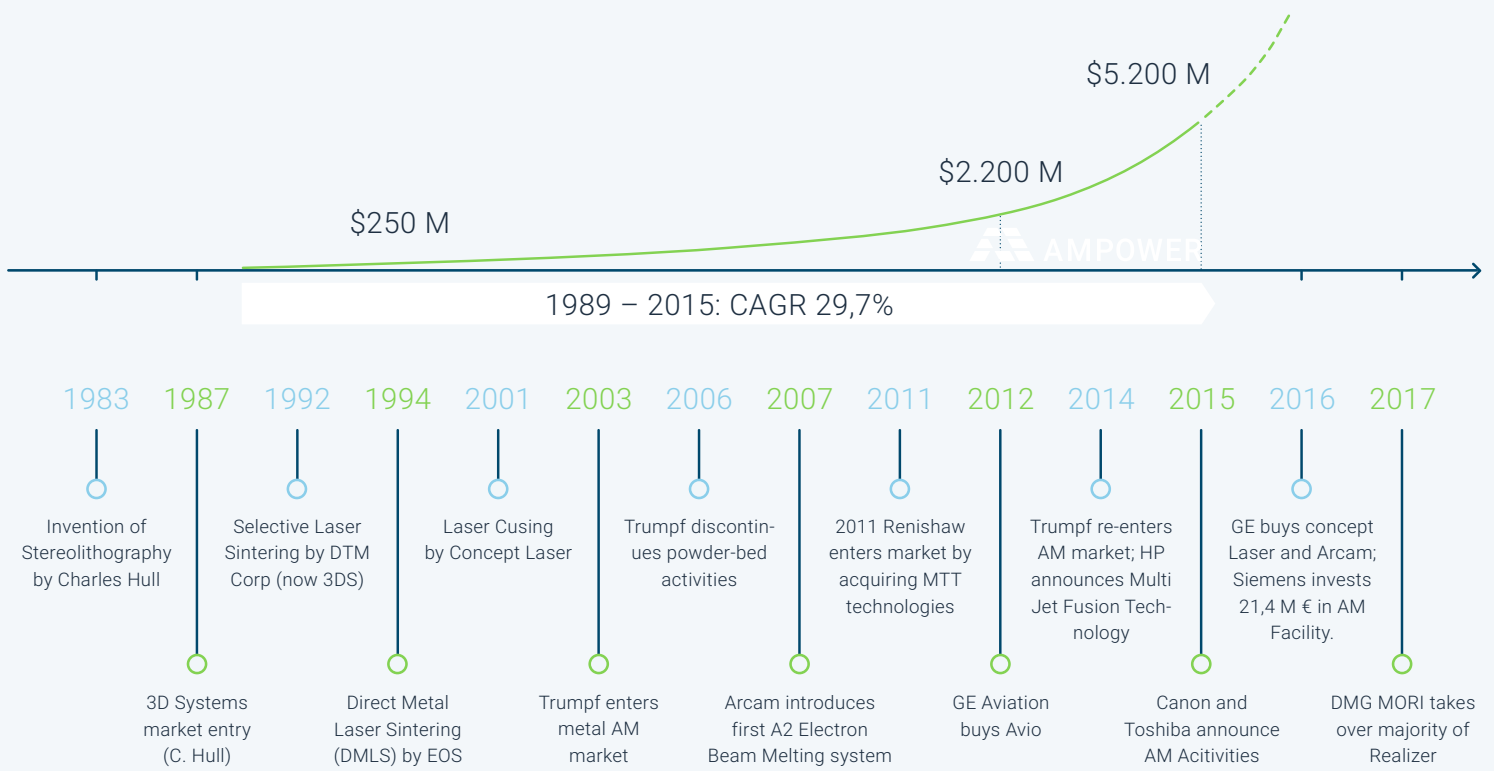 $5.200 M
$2.200 M
$250 M
AMPOWER
1989 – 2015: CAGR 29,7%
1983
1987
1992
1994
2001
2003
2006
2007
2011
2012
2014
2015
2016
2017
Invention of
Stereolithography
by Charles Hull
3D Systems
market entry
(C. Hull)
Selective Laser
Sintering by DTM
Corp (now 3DS)
Direct Metal
Laser Sintering
(DMLS) by EOS
Laser Cusing
by Concept Laser
Trumpf enters
metal AM
market
Trumpf discontin-
ues powder-bed
activities
Arcam introduces
first A2 Electron
Beam Melting system
2011 Renishaw
enters market by
acquiring MTT
technologies
GE Aviation
buys Avio
Trumpf re-enters
AM market; HP
announces Multi
Jet Fusion Tech-
nology
Canon and
Toshiba announce
AM Acitivities
GE buys concept
Laser and Arcam;
Siemens invests
21,4 M € in AM
Facility.
DMG MORI takes
over majority of
Realizer